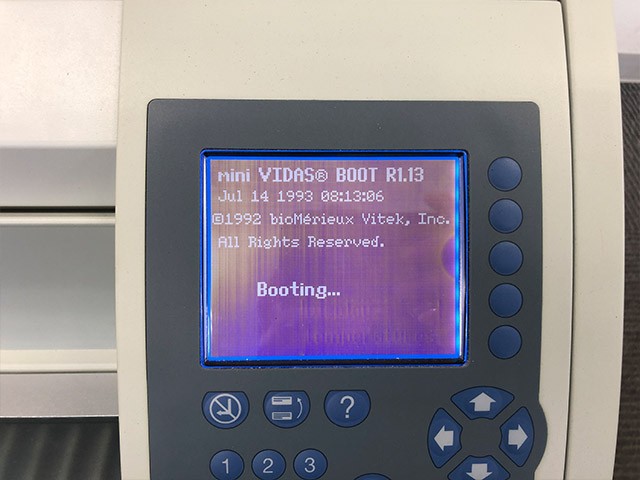 mini VIDAS® BOOT R1.13
Jul 14 1993 08:13:06
©1992 bioMérieux Vitek, Inc.
All Rights Reserved.
Booting...
?
1 2 3